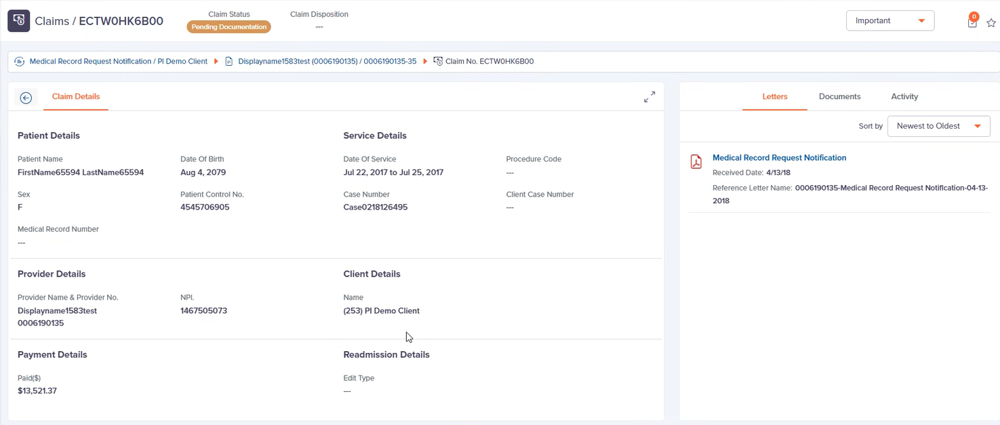 Claims / ECTW0HK6B00
Claim Status
Pending Documentation
Claim Disposition
---
Important
0
Medical Record Request Notification / PI Demo Client
Displayname1583test (0006190135) / 0006190135-35
Claim No. ECTW0HK6B00
Claim Details
Patient Details
Patient Name
FirstName65594 LastName65594
Date Of Birth
Aug 4, 2079
Sex
F
Patient Control No.
4545706905
Medical Record Number
---
Service Details
Date Of Service
Jul 22, 2017 to Jul 25, 2017
Procedure Code
---
Case Number
Case0218126495
Client Case Number
---
Provider Details
Provider Name & Provider No.
Displayname1583test
0006190135
NPI.
1467505073
Client Details
Name
(253) PI Demo Client
Payment Details
Paid($)
$13,521.37
Readmission Details
Edit Type
---
Letters
Documents
Activity
Sort by
Newest to Oldest
Medical Record Request Notification
Received Date: 4/13/18
Reference Letter Name: 0006190135-Medical Record Request Notification-04-13-
2018